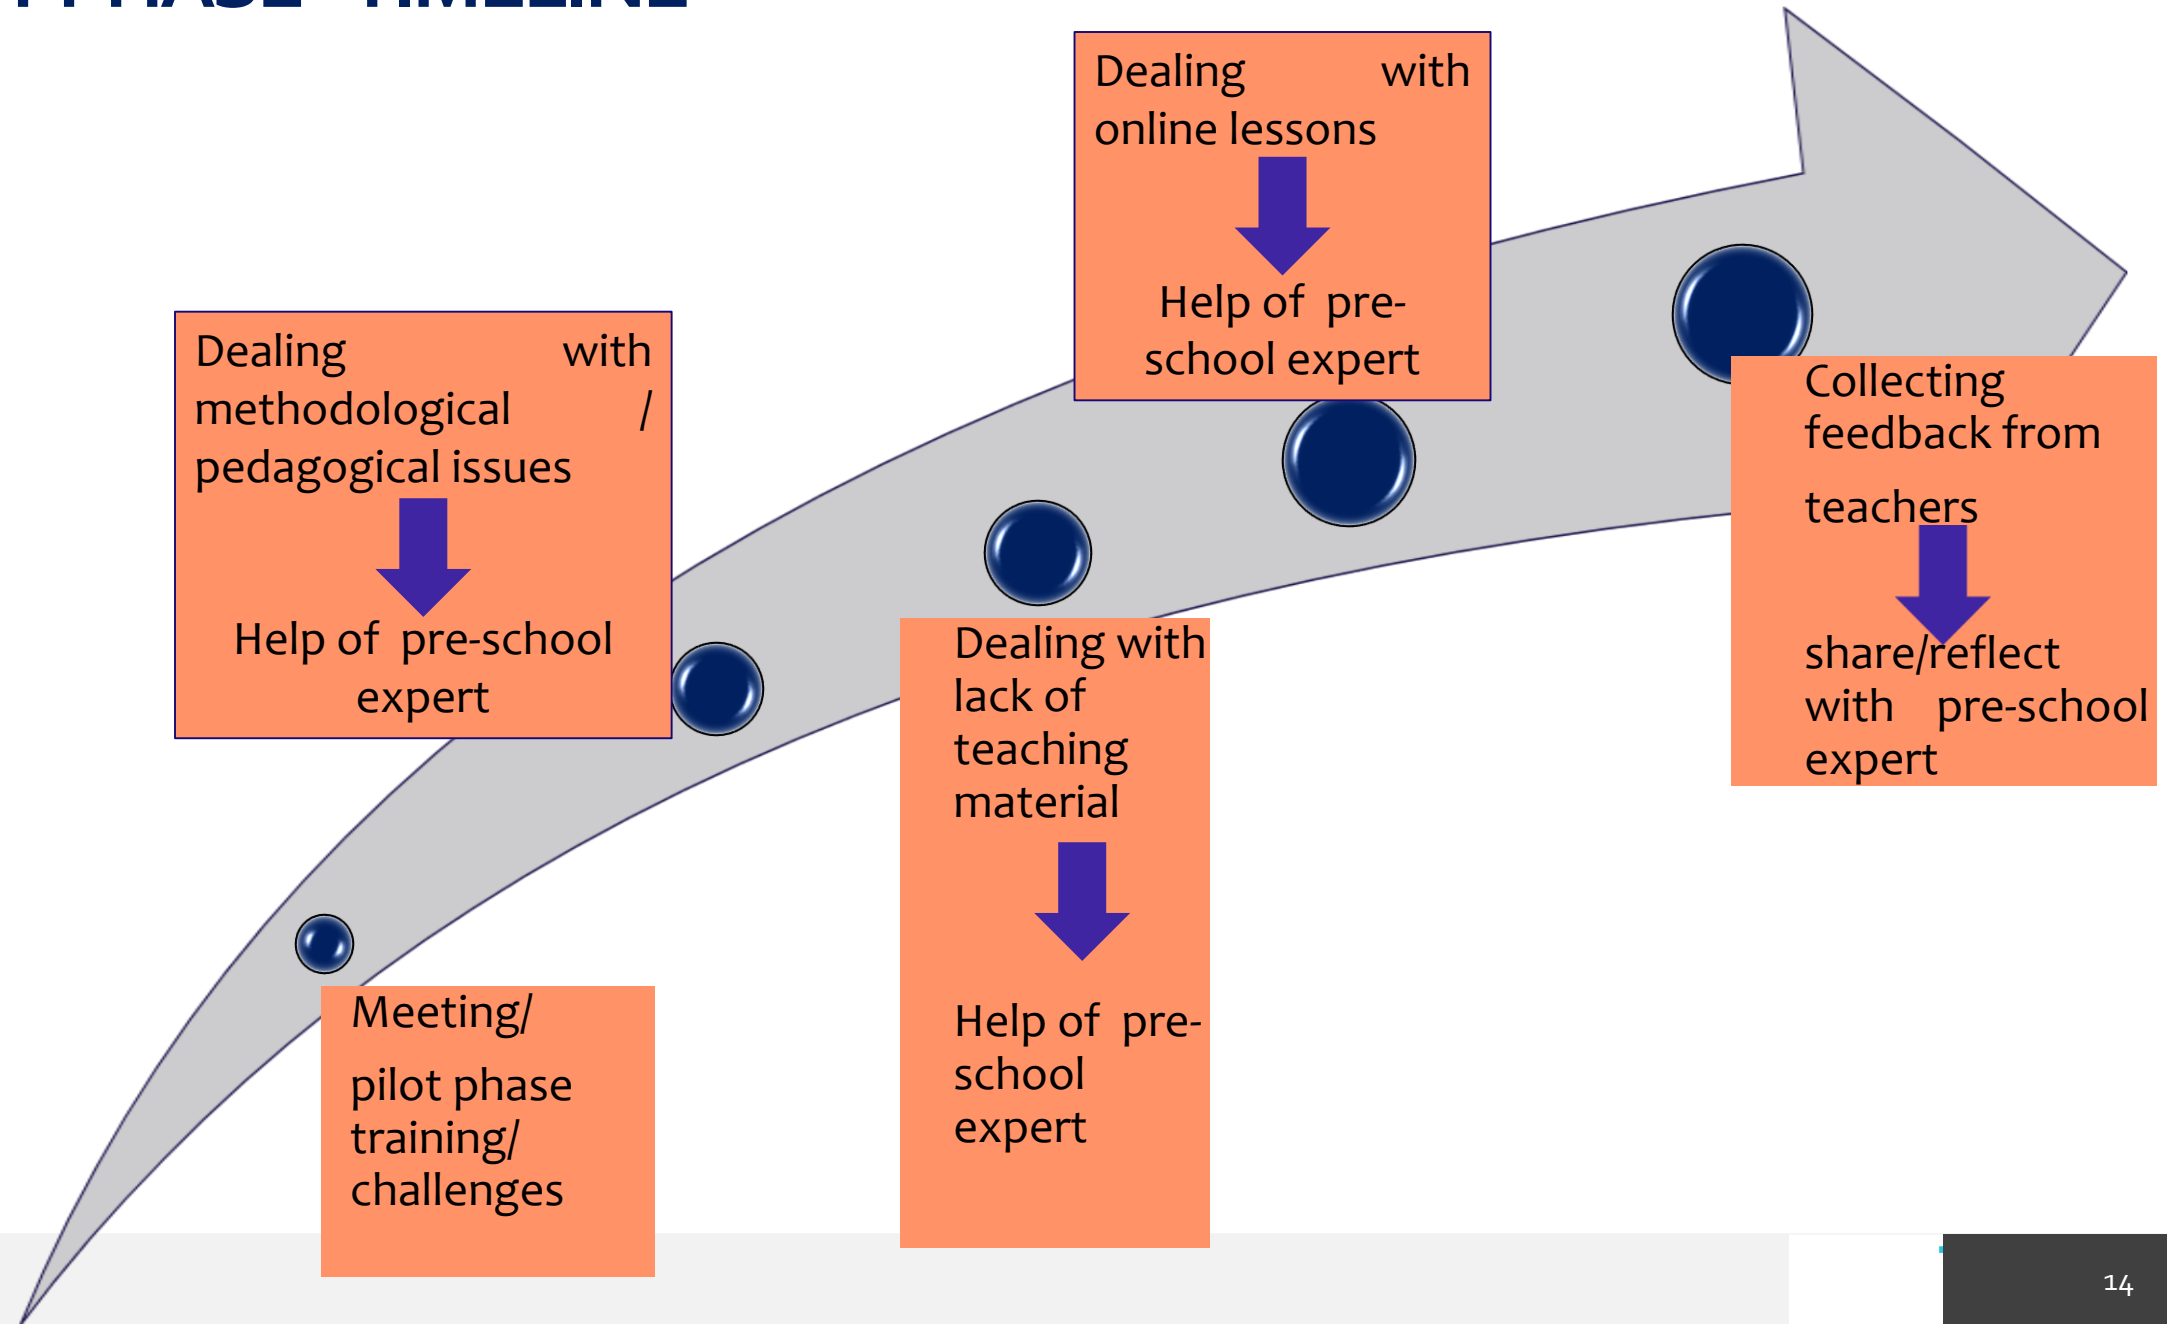 PHASE TIMELINE
Dealing with
online lessons
Help of pre-
school expert
Dealing with
methodological /
pedagogical issues
Help of pre-school
expert
Collecting
feedback from
teachers
share/reflect
with pre-school
expert
Dealing with
lack of
teaching
material
Help of pre-
school
expert
Meeting/
pilot phase
training/
challenges
14